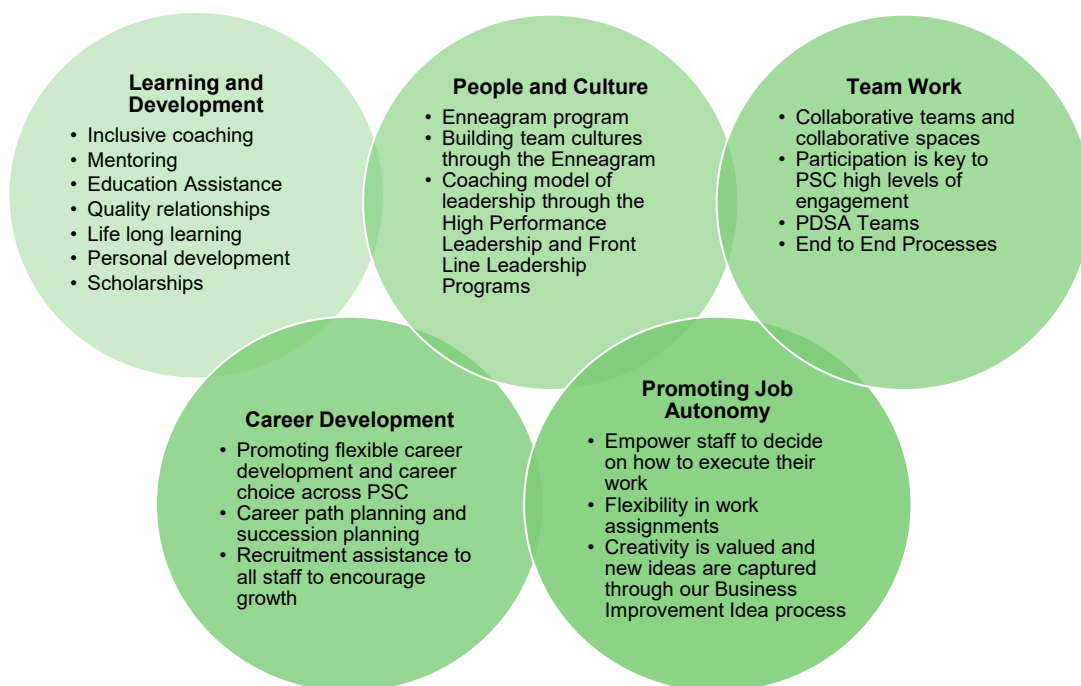 Learning and
Development
• Inclusive coaching
• Mentoring
• Education Assistance
• Quality relationships
• Life long learning
• Personal development
• Scholarships
People and Culture
• Enneagram program
• Building team cultures
through the Enneagram
• Coaching model of
leadership through the
High Performance
Leadership and Front
Line Leadership
Programs
Team Work
• Collaborative teams and
collaborative spaces
• Participation is key to
PSC high levels of
engagement
• PDSA Teams
• End to End Processes
Career Development
• Promoting flexible career
development and career
choice across PSC
• Career path planning and
succession planning
• Recruitment assistance to
all staff to encourage
growth
Promoting Job
Autonomy
• Empower staff to decide
on how to execute their
work
• Flexibility in work
assignments
• Creativity is valued and
new ideas are captured
through our Business
Improvement Idea process